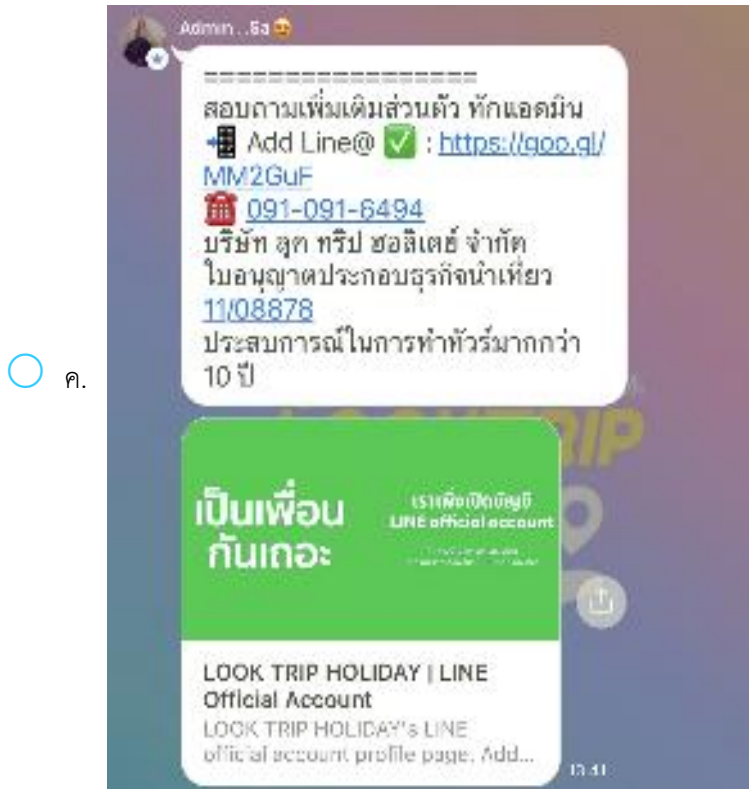 Admin..Sa
=================
สอบถามเพิ่มเติมส่วนตัว ทักแอดมิน
Add Line@ ✅ : https://goo.gl/
MM2GuF
☎ 091-091-6494
บริษัท ลุค ทริป ฮอลิเดย์ จำกัด
ใบอนุญาตประกอบธุรกิจนำเที่ยว
11/08878
ประสบการณ์ในการทำทัวร์มากกว่า
10 ปี
ค.
เป็นเพื่อน
กันเถอะ
เราเพิ่งเปิดบัญชี
LINE official account
LOOK TRIP HOLIDAY | LINE
Official Account
LOOK TRIP HOLIDAY's LINE
official account profile page. Add...
13:41